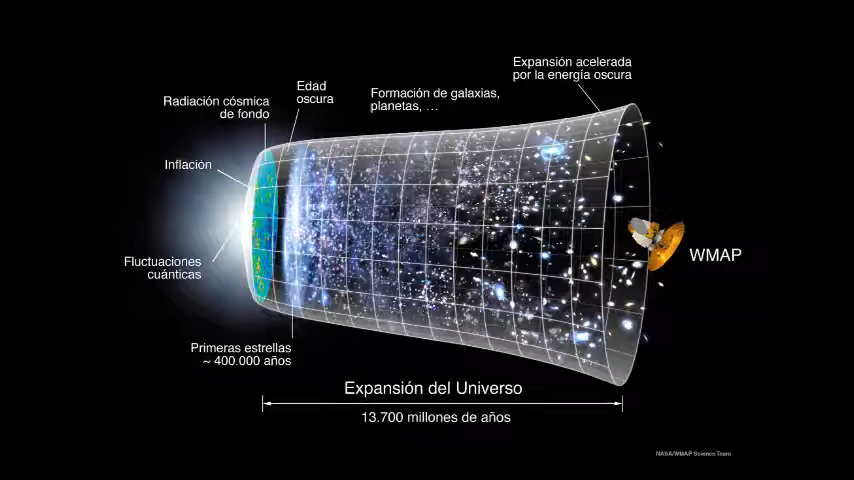 Expansión acelerada
por la energía oscura
Edad
oscura
Formación de galaxias,
planetas, …
Radiación cósmica
de fondo
Inflación
WMAP
Fluctuaciones
cuánticas
Primeras estrellas
~ 400.000 años
Expansión del Universo
13.700 millones de años
NASA/WMAP Science Team